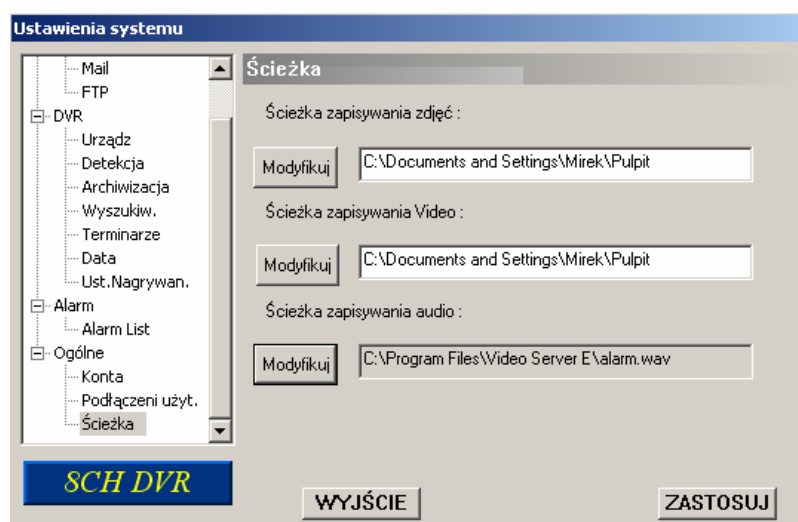 Ustawienia systemu
Mail
FTP
DVR
Urządz
Detekcja
Archiwizacja
Wyszukiw.
Terminarze
Data
Ust.Nagrywan.
Alarm
Alarm List
Ogólne
Konta
Podłączeni użyt.
Ścieżka
8CH DVR
Ścieżka
Ścieżka zapisywania zdjęć :
Modyfikuj
C:\Documents and Settings\Mirek\Pulpit
Ścieżka zapisywania Video :
Modyfikuj
C:\Documents and Settings\Mirek\Pulpit
Ścieżka zapisywania audio :
Modyfikuj
C:\Program Files\Video Server E\alarm.wav
WYJŚCIE
ZASTOSUJ